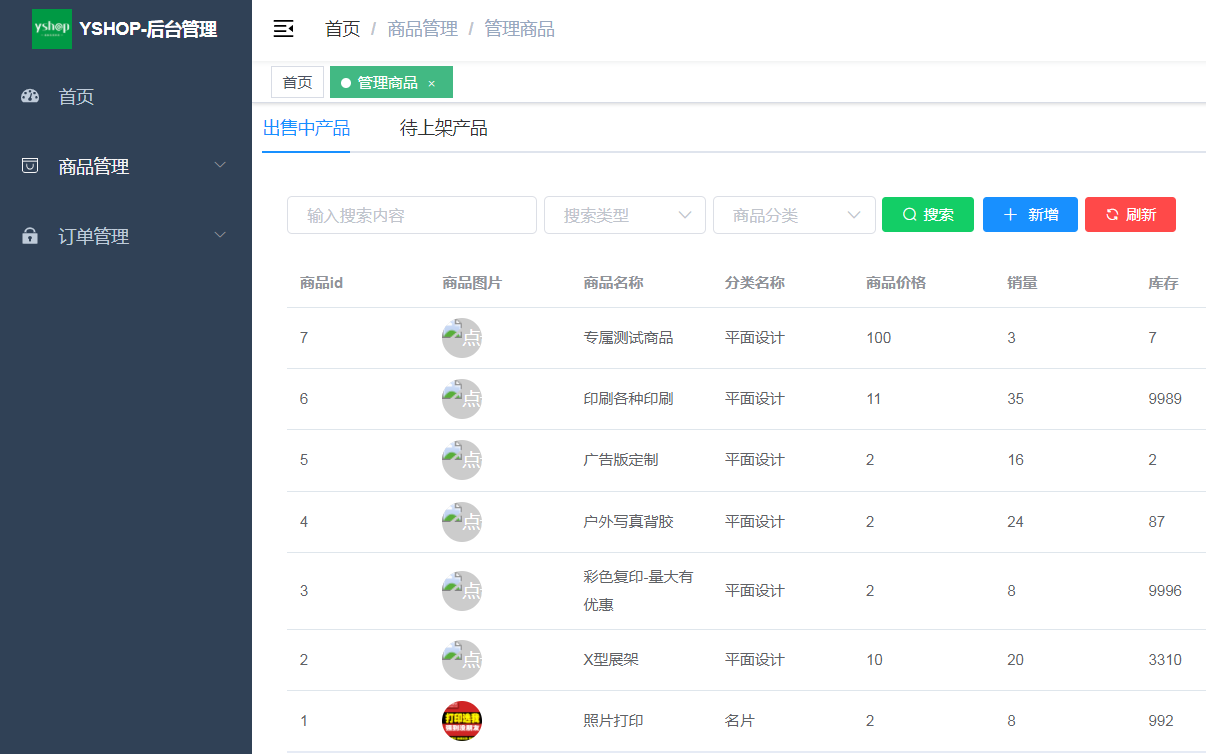 yshop YSHOP-后台管理
首页 / 商品管理 / 管理商品
首页
首页 管理商品 ×
商品管理
订单管理
出售中产品 待上架产品
输入搜索内容 搜索类型 商品分类 搜索 新增 刷新
商品id 商品图片 商品名称 分类名称 商品价格 销量 库存
7 点 专属测试商品 平面设计 100 3 7
6 点 印刷各种印刷 平面设计 11 35 9989
5 点 广告版定制 平面设计 2 16 2
4 点 户外写真背胶 平面设计 2 24 87
3 点 彩色复印-量大有 平面设计 2 8 9996
优惠
2 点 X型展架 平面设计 10 20 3310
1 打印选我 照片打印 名片 2 8 992